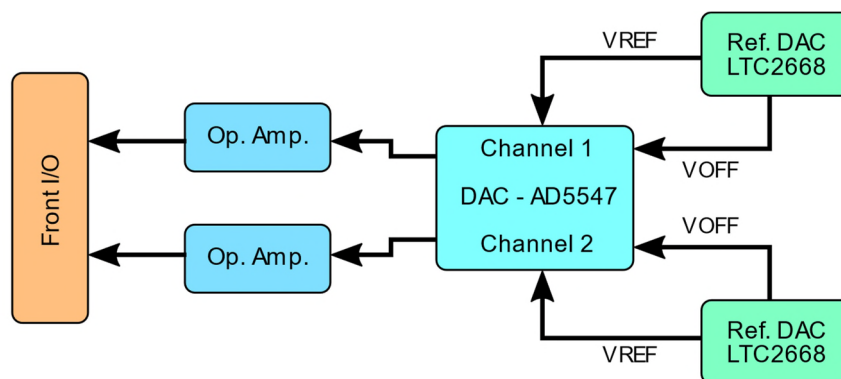 VREF
Ref. DAC
LTC2668
Op. Amp.
Channel 1
VOFF
Front I/O
DAC - AD5547
VOFF
Op. Amp.
Channel 2
Ref. DAC
LTC2668
VREF